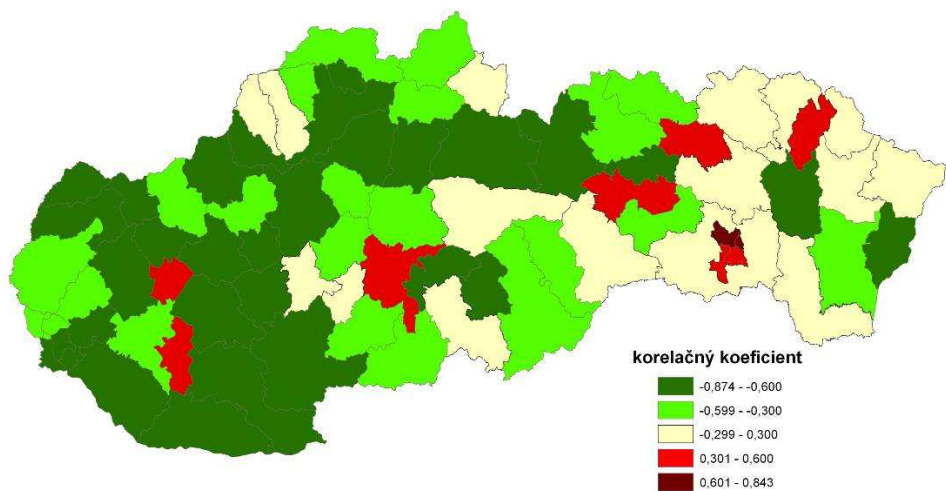 korelačný koeficient
-0,874 - -0,600
-0,599 - -0,300
-0,299 - 0,300
0,301 - 0,600
0,601 - 0,843